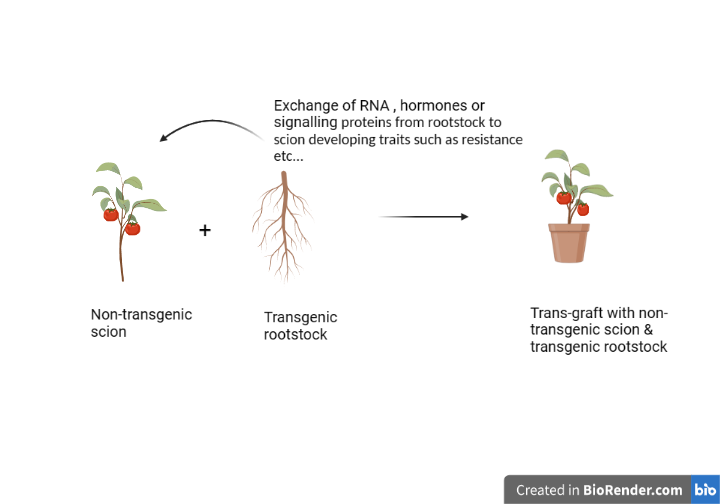 Exchange of RNA , hormones or
signalling proteins from rootstock to
scion developing traits such as resistance
etc...
+
Non-transgenic
scion
Transgenic
rootstock
Trans-graft with non-
transgenic scion &
transgenic rootstock
Created in BioRender.com bio